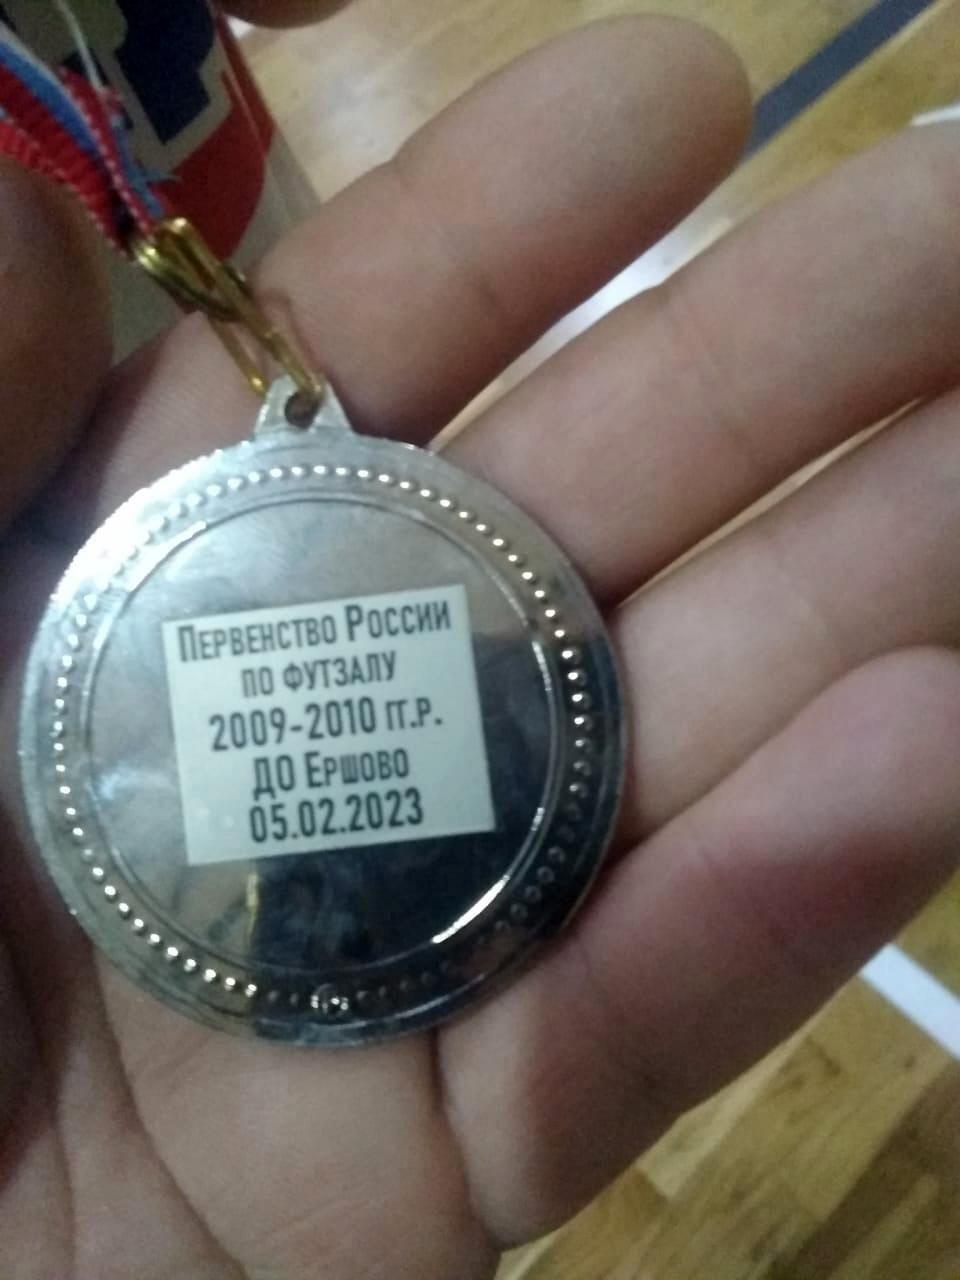 Первенство России
по футзалу
2009-2010 гг.р.
ДО Ершово
05.02.2023